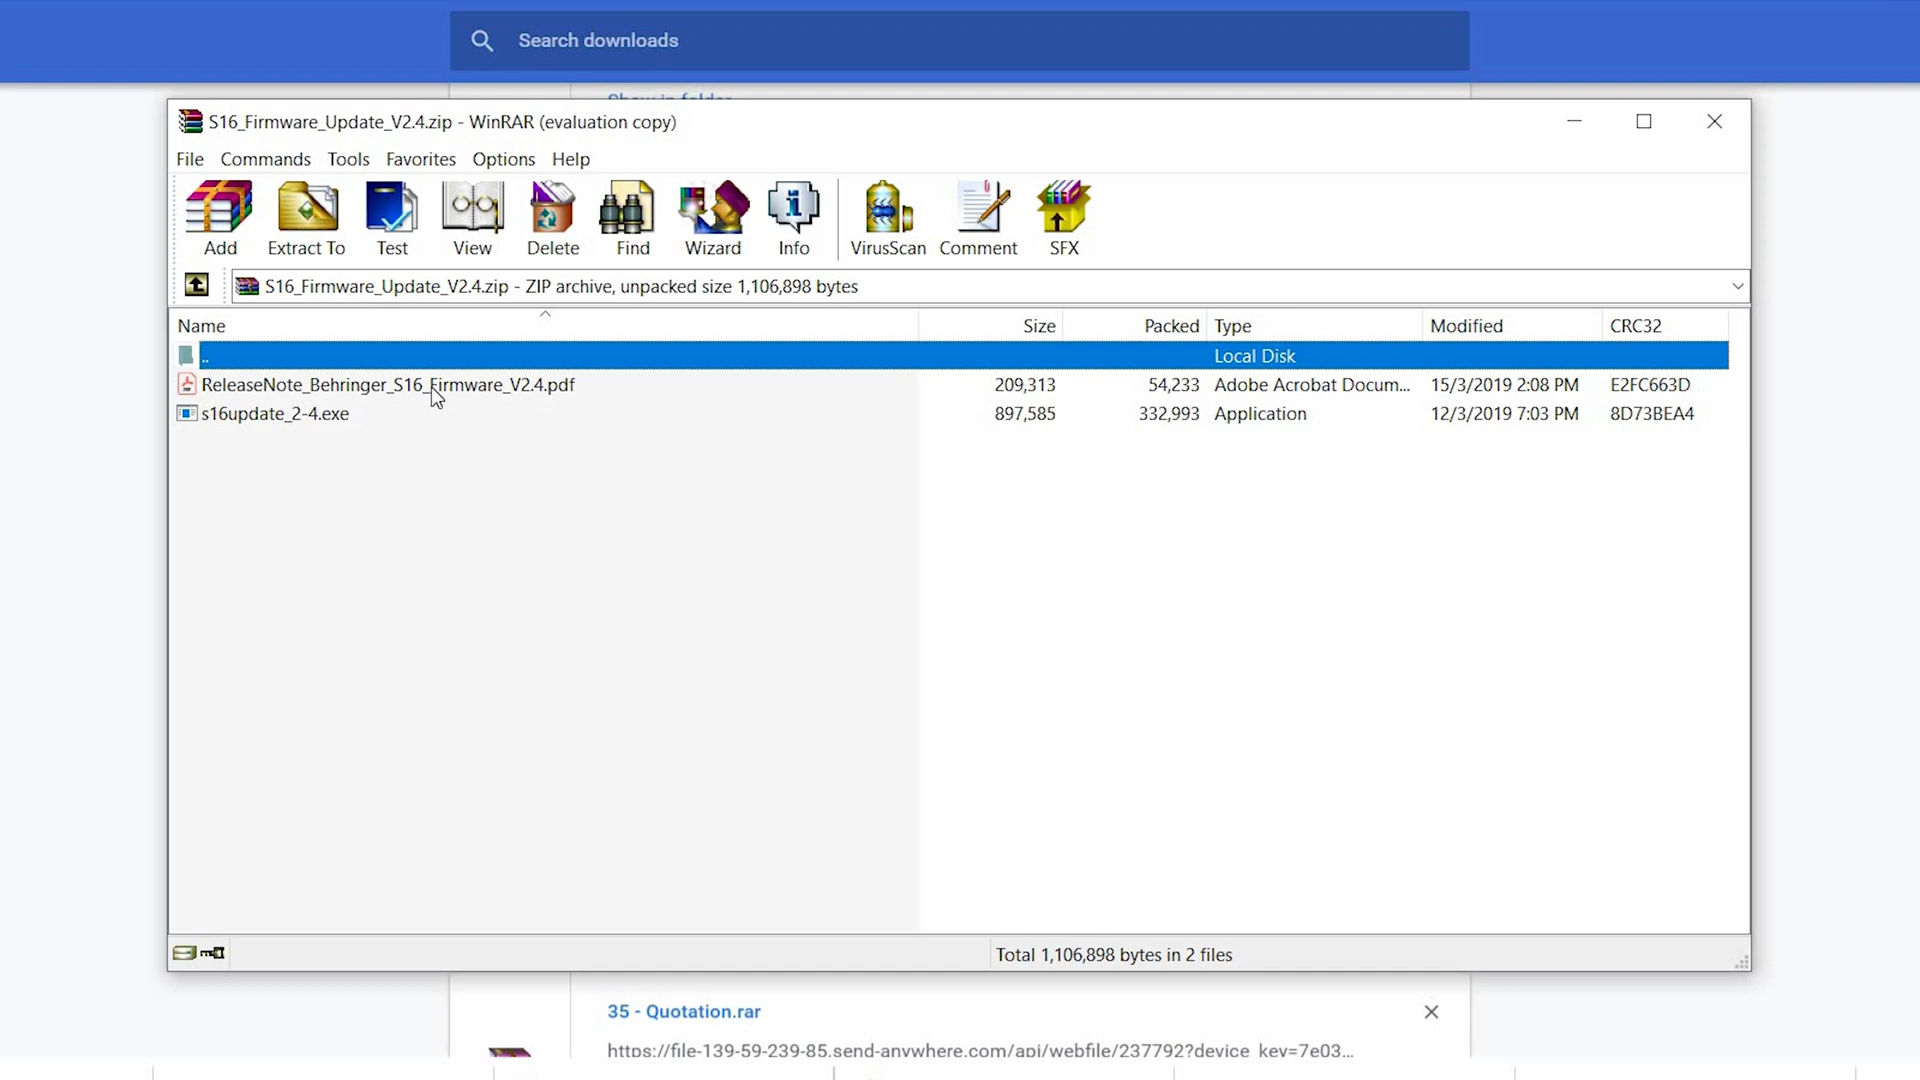 Search downloads
S16_Firmware_Update_V2.4.zip - WinRAR (evaluation copy)
File Commands Tools Favorites Options Help
Add Extract To Test View Delete Find Wizard Info VirusScan Comment SFX
S16_Firmware_Update_V2.4.zip - ZIP archive, unpacked size 1,106,898 bytes
Name Size Packed Type Modified CRC32
.. Local Disk
ReleaseNote_Behringer_S16_Firmware_V2.4.pdf 209,313 54,233 Adobe Acrobat Docum... 15/3/2019 2:08 PM E2FC663D
s16update_2-4.exe 897,585 332,993 Application 12/3/2019 7:03 PM 8D73BEA4
Total 1,106,898 bytes in 2 files
35 - Quotation.rar
https://file-139-59-239-85.send-anywhere.com/api/webfile/237792?device_key=7e03...